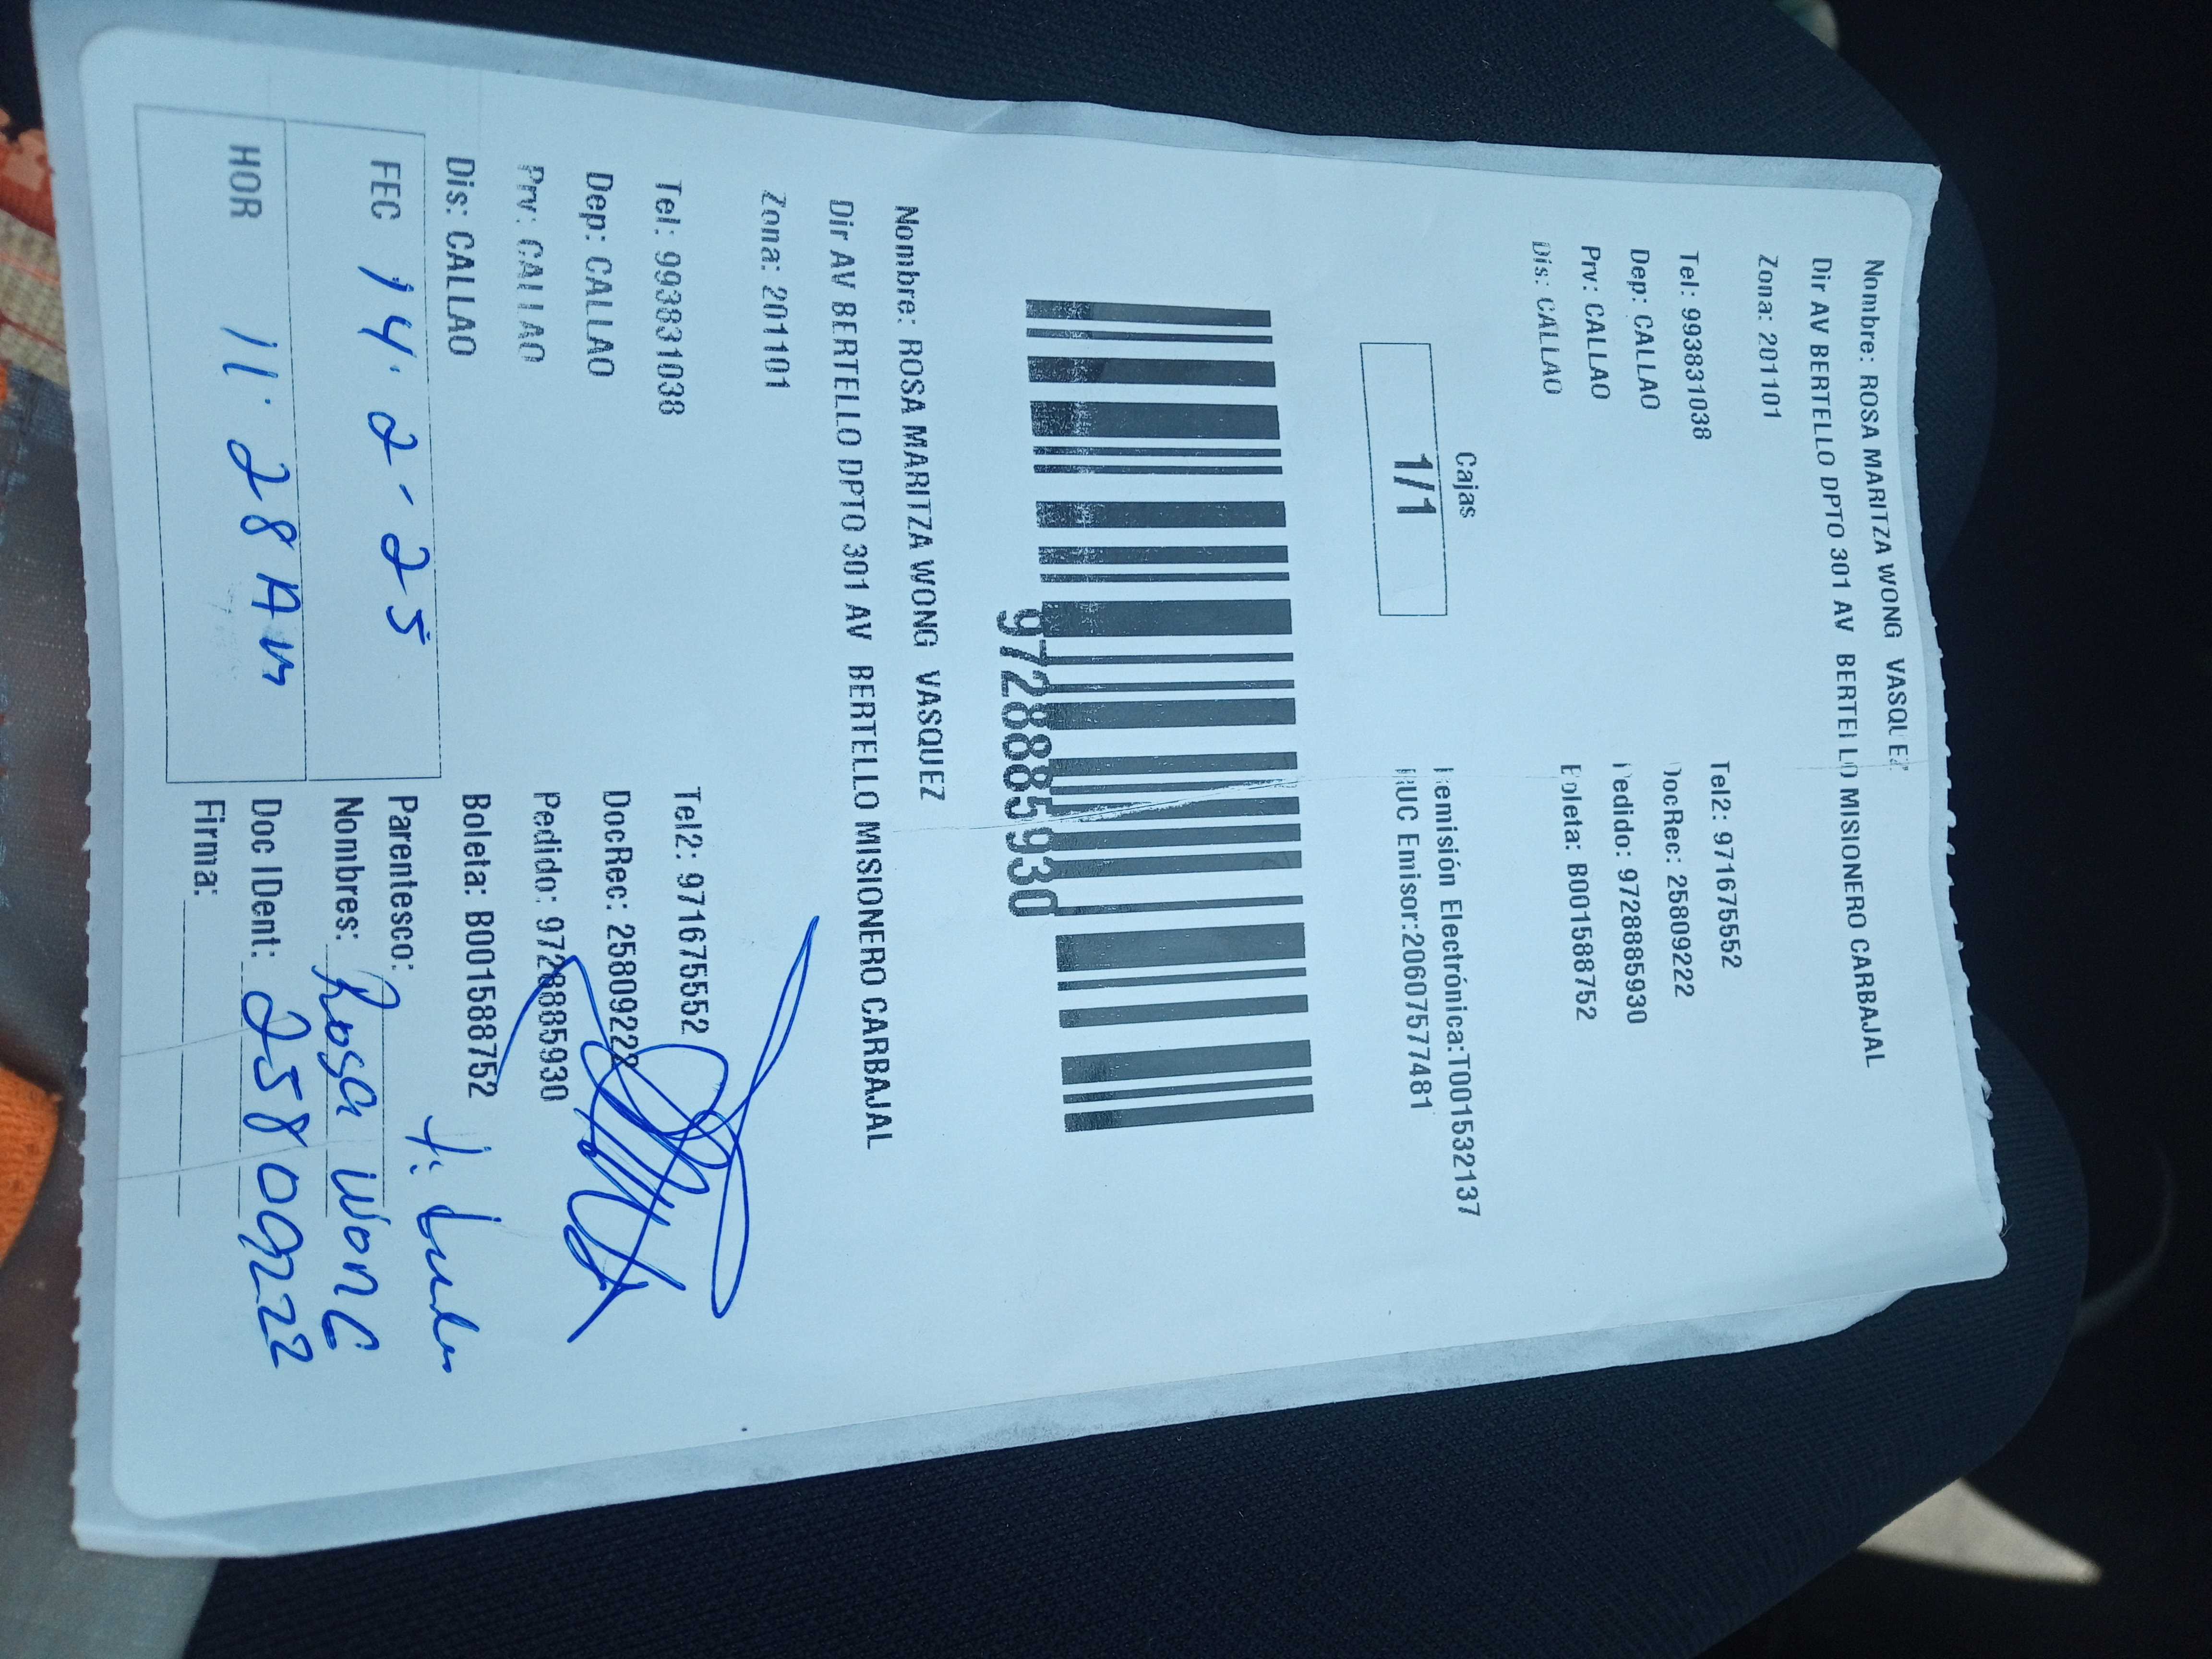 Nombre: ROSA MARITZA WONG VASQUEZ
Dir AV BERTELLO DPTO 301 AV BERTELLO MISIONERO CARBAJAL
Zona: 201101
Tel: 993831038 Tel2: 971675552
Dep: CALLAO DocRec: 25809222
Prv: CALLAO Pedido: 9728885930
Dis: CALLAO Boleta: B001588752
Cajas Remisión Electrónica:T001532137
1/1 RUC Emisor:20607577481
9728885930
Nombre: ROSA MARITZA WONG VASQUEZ
Dir AV BERTELLO DPTO 301 AV BERTELLO MISIONERO CARBAJAL
Zona: 201101
Tel: 993831038 Tel2: 971675552
Dep: CALLAO DocRec: 25809222
Prv: CALLAO Pedido: 9728885930
Dis: CALLAO Boleta: B001588752
FEC 14.2-25 Parentesco:
Nombres: Rosa WONG
HOR 11:28 AM Doc IDent: 25809222
Firma: